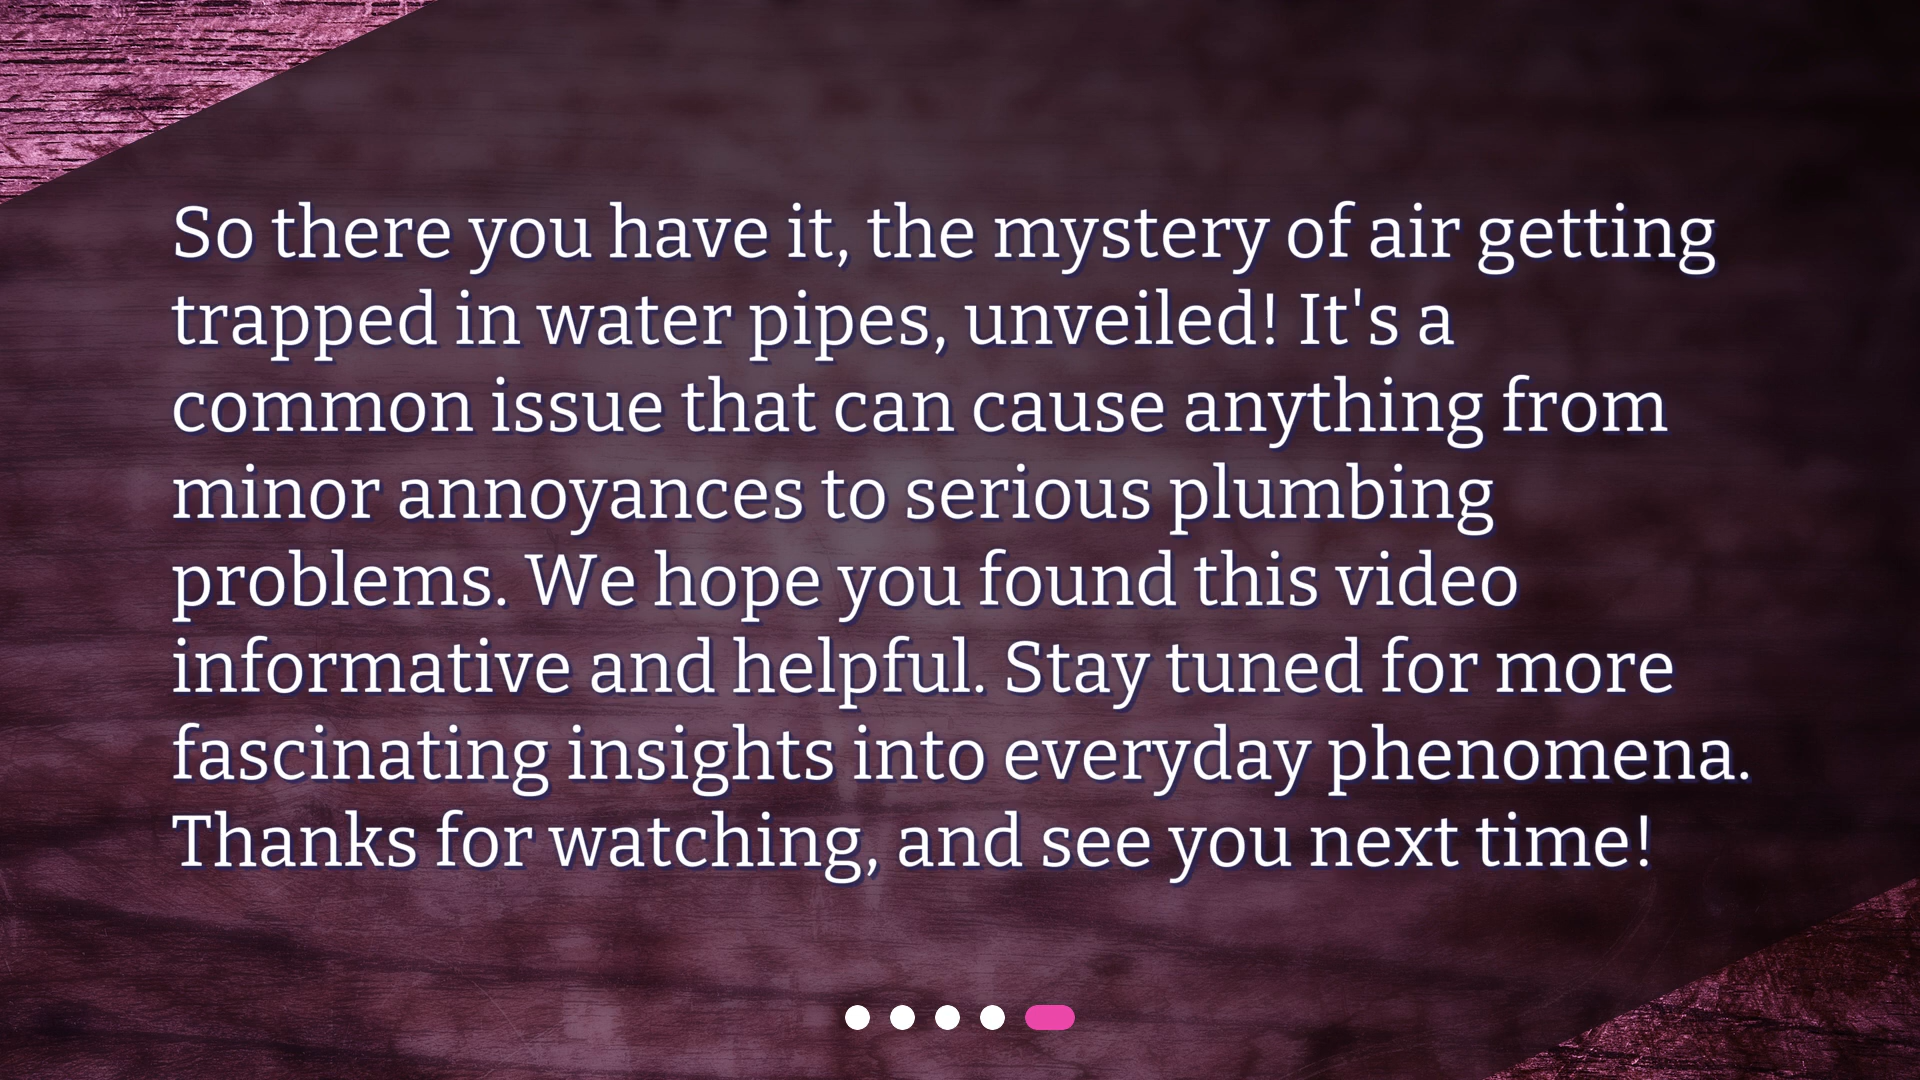 So there you have it, the mystery of air getting
trapped in water pipes, unveiled! It's a
common issue that can cause anything from
minor annoyances to serious plumbing
problems. We hope you found this video
informative and helpful. Stay tuned for more
fascinating insights into everyday phenomena.
Thanks for watching, and see you next time!